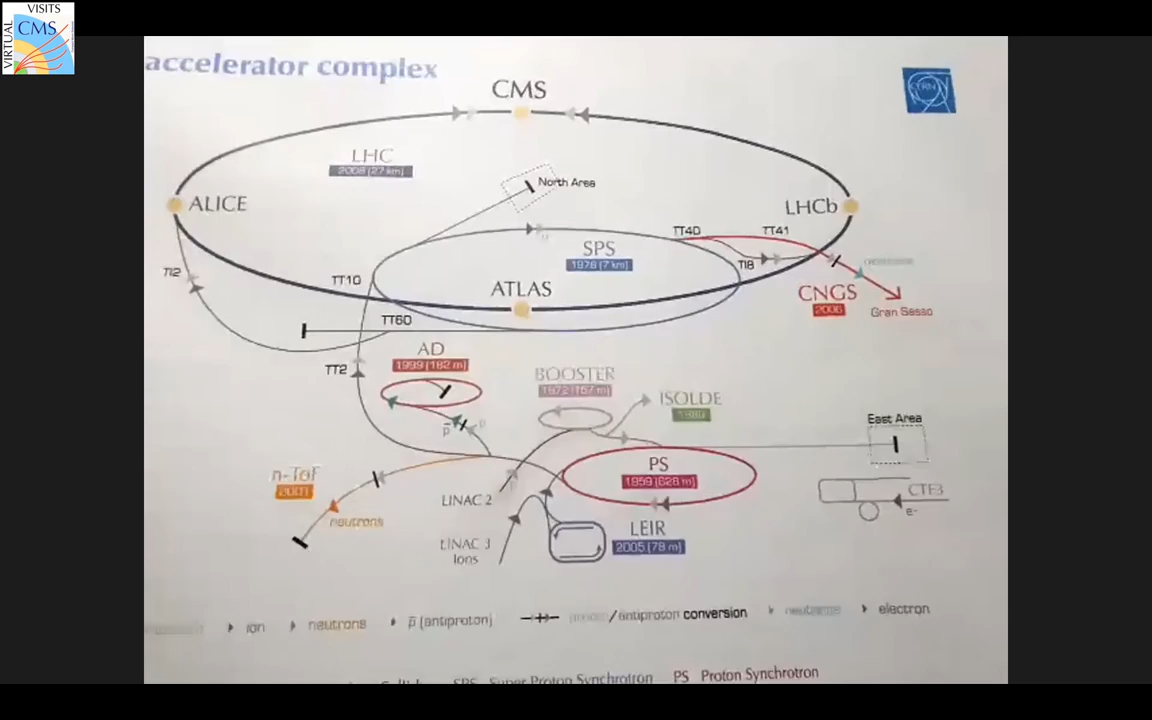 VISITS
VIRTUAL
CMS
accelerator complex
CERN
CMS
LHC
2008 (27 km)
North Area
ALICE
LHCb
TT40
TT41
SPS
1976 (7 km)
TI8
TI2
TT10
ATLAS
neutrinos
CNGS
2006
Gran Sasso
TT60
AD
1999 (182 m)
TT2
BOOSTER
1972 (157 m)
ISOLDE
p
p̅
East Area
PS
1959 (628 m)
n-ToF
2001
LINAC 2
neutrons
CTF3
e-
LEIR
2005 (78 m)
LINAC 3
Ions
ion
neutrons
p̅ (antiproton)
/antiproton conversion
neutrinos
electron
SPS Super Proton Synchrotron
PS Proton Synchrotron